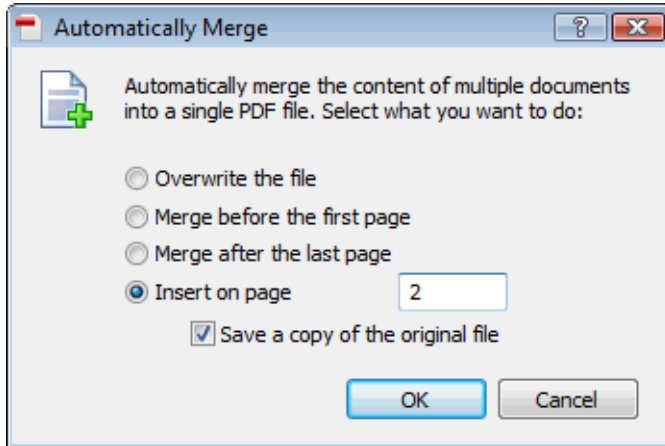 Automatically Merge
Automatically merge the content of multiple documents
into a single PDF file. Select what you want to do:
Overwrite the file
Merge before the first page
Merge after the last page
Insert on page 2
Save a copy of the original file
OK Cancel